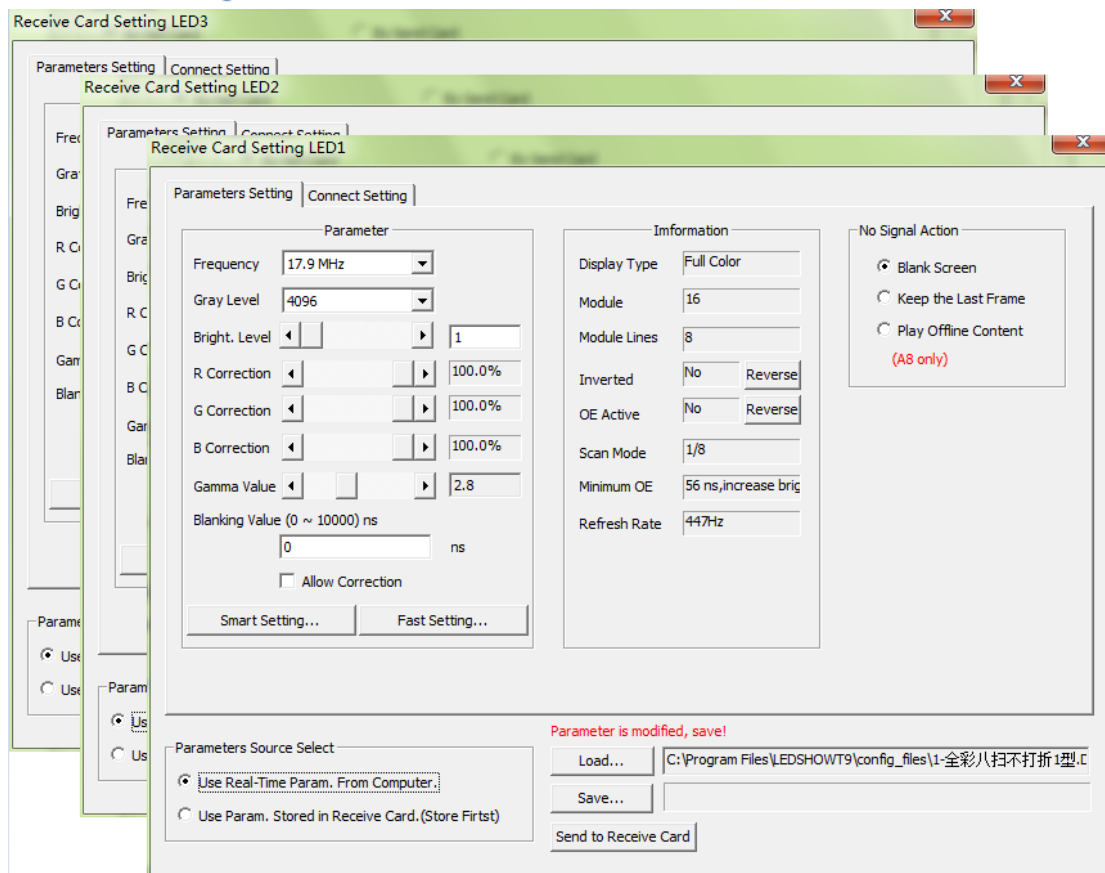 Receive Card Setting LED3
Parameters Setting Connect Setting
Receive Card Setting LED2
Parameters Setting Connect Setting
Receive Card Setting LED1
Parameters Setting Connect Setting
Parameter
Frequency 17.9 MHz
Gray Level 4096
Bright. Level 1
R Correction 100.0%
G Correction 100.0%
B Correction 100.0%
Gamma Value 2.8
Blanking Value (0 ~ 10000) ns
0 ns
Allow Correction
Smart Setting... Fast Setting...
Imformation
Display Type Full Color
Module 16
Module Lines 8
Inverted No Reverse
OE Active No Reverse
Scan Mode 1/8
Minimum OE 56 ns,increase brig
Refresh Rate 447Hz
No Signal Action
Blank Screen
Keep the Last Frame
Play Offline Content
(A8 only)
Parameters Source Select
Use Real-Time Param. From Computer.
Use Param. Stored in Receive Card.(Store Firtst)
Parameter is modified, save!
Load... C:\Program Files\LEDSHOWT9\config_files\1-全彩八扫不打折1型.
Save...
Send to Receive Card